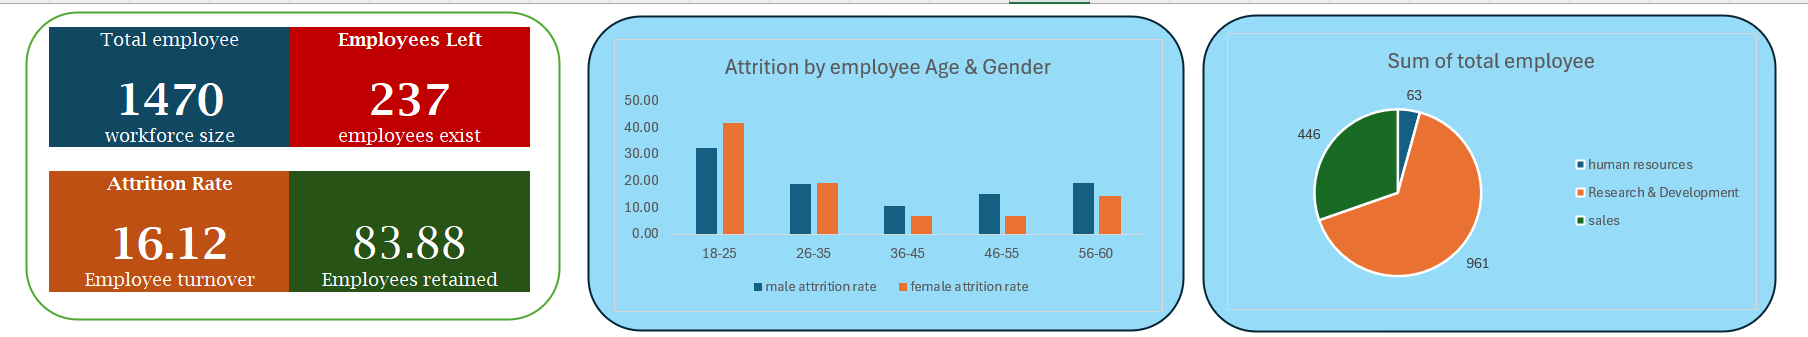 Total employee
1470
workforce size
Employees Left
237
employees exist
Attrition Rate
16.12
Employee turnover
83.88
Employees retained
Attrition by employee Age & Gender
50.00
40.00
30.00
20.00
10.00
0.00
18-25
26-35
36-45
46-55
56-60
male attrrition rate
female attrition rate
Sum of total employee
63
446
961
human resources
Research & Development
sales